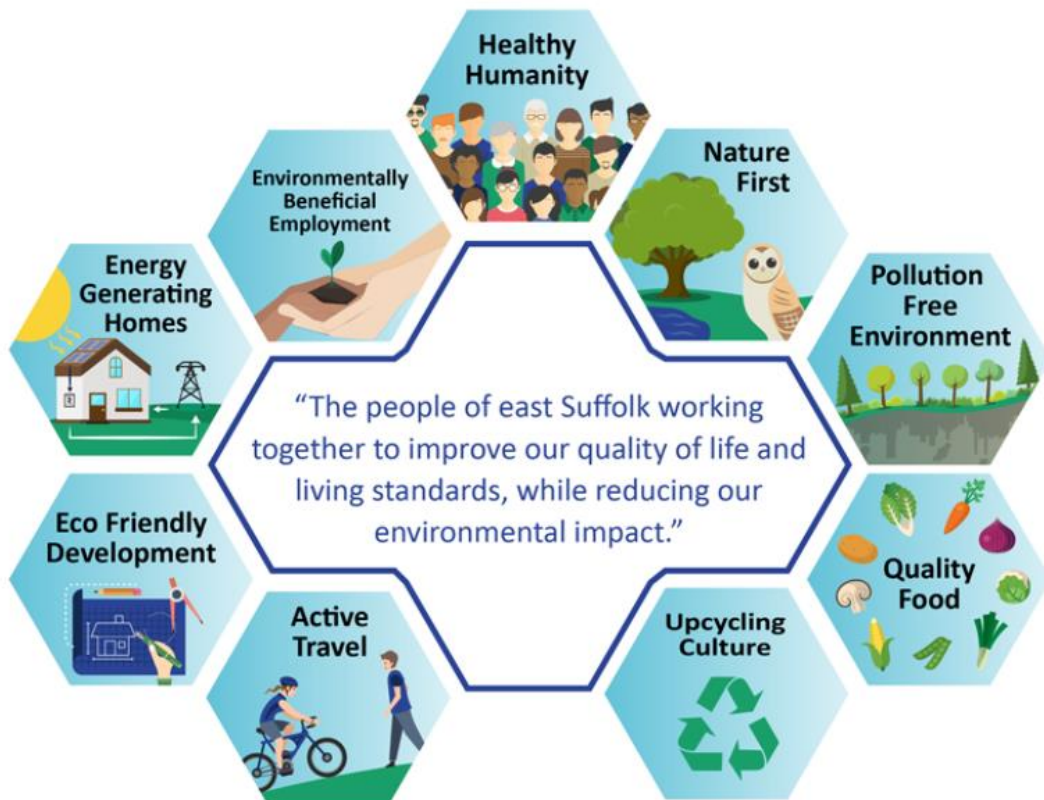 Healthy
Humanity
Environmentally
Beneficial
Employment
Nature
First
Energy
Generating
Homes
Pollution
Free
Environment
“The people of east Suffolk working
together to improve our quality of life and
living standards, while reducing our
environmental impact.”
Eco Friendly
Development
Quality
Food
Active
Travel
Upcycling
Culture